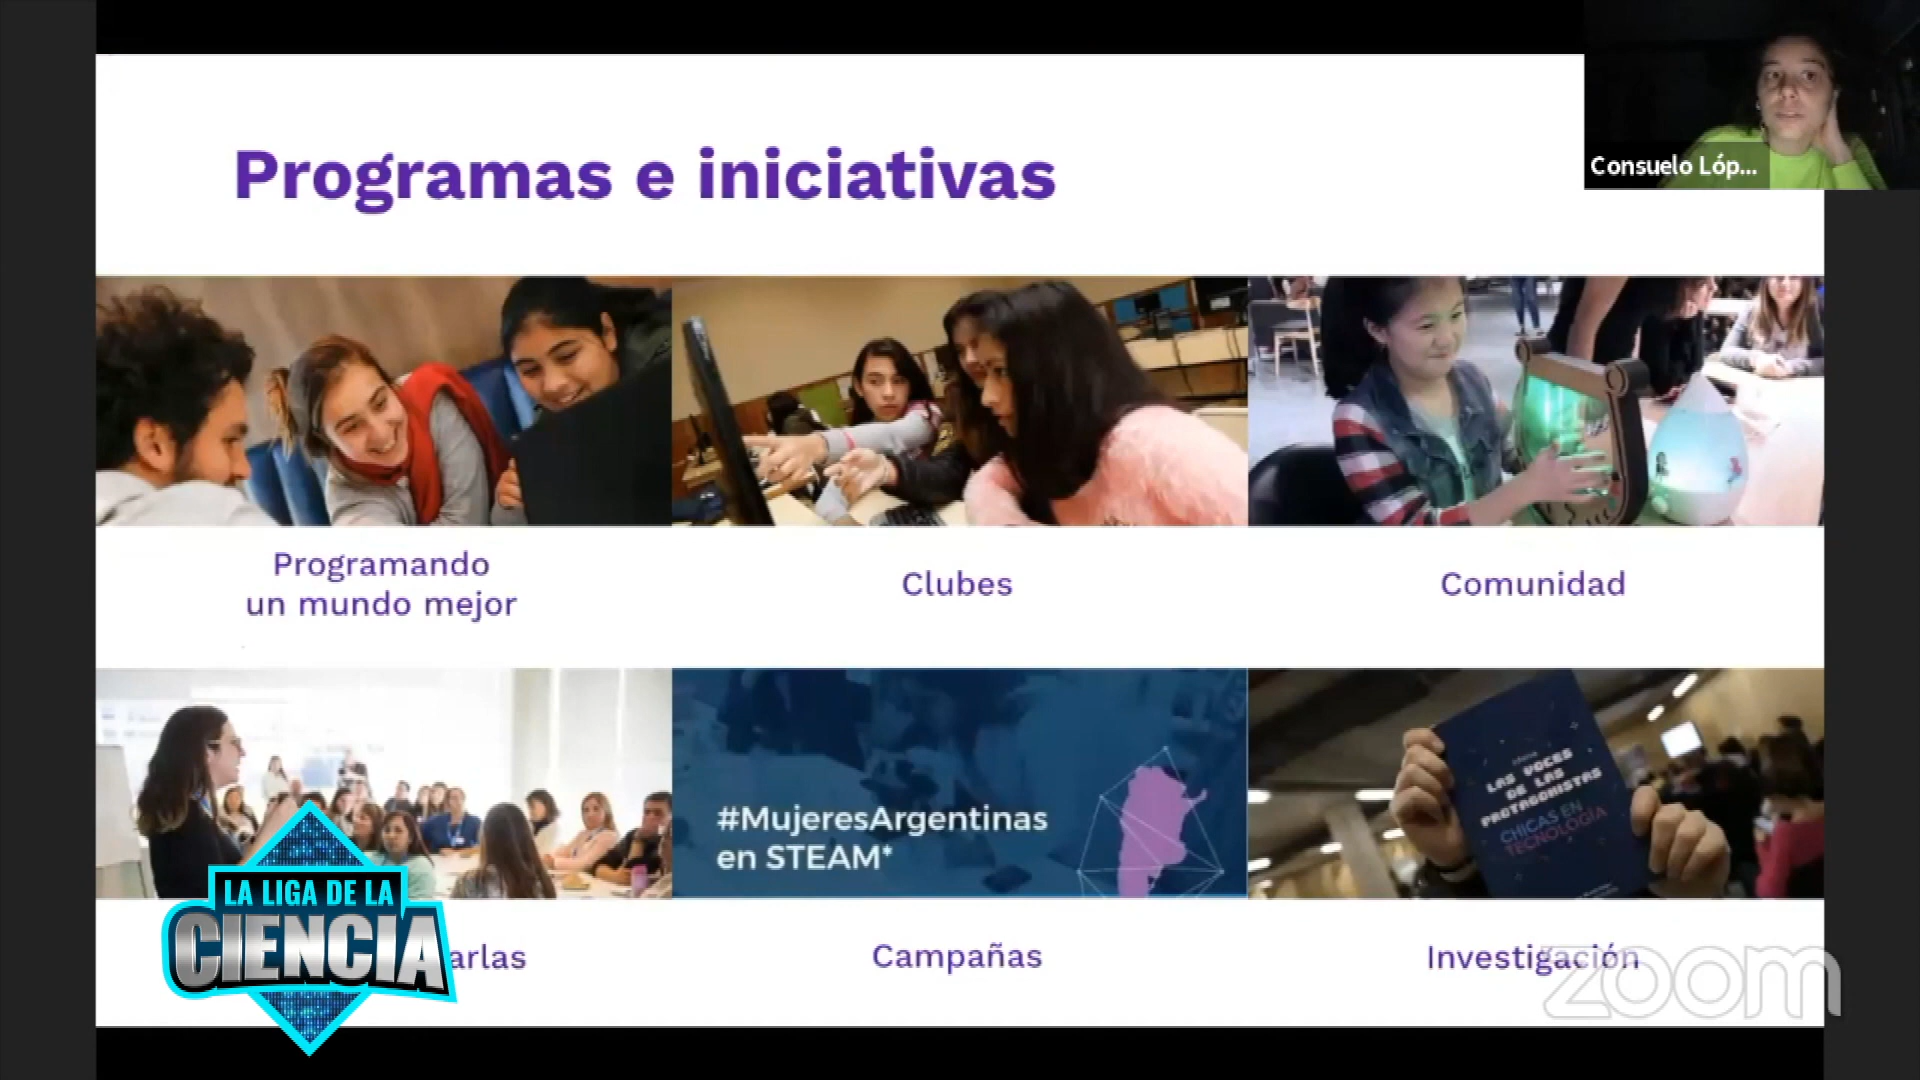 Programas e iniciativas
Consuelo Lóp...
Programando
un mundo mejor
Clubes
Comunidad
#MujeresArgentinas
en STEAM*
LAS VOCES
DE LAS
PROTAGONISTAS
CHICAS EN
TECNOLOGÍA
LA LIGA DE LA
CIENCIA
arlas
Campañas
Investigación
zoom